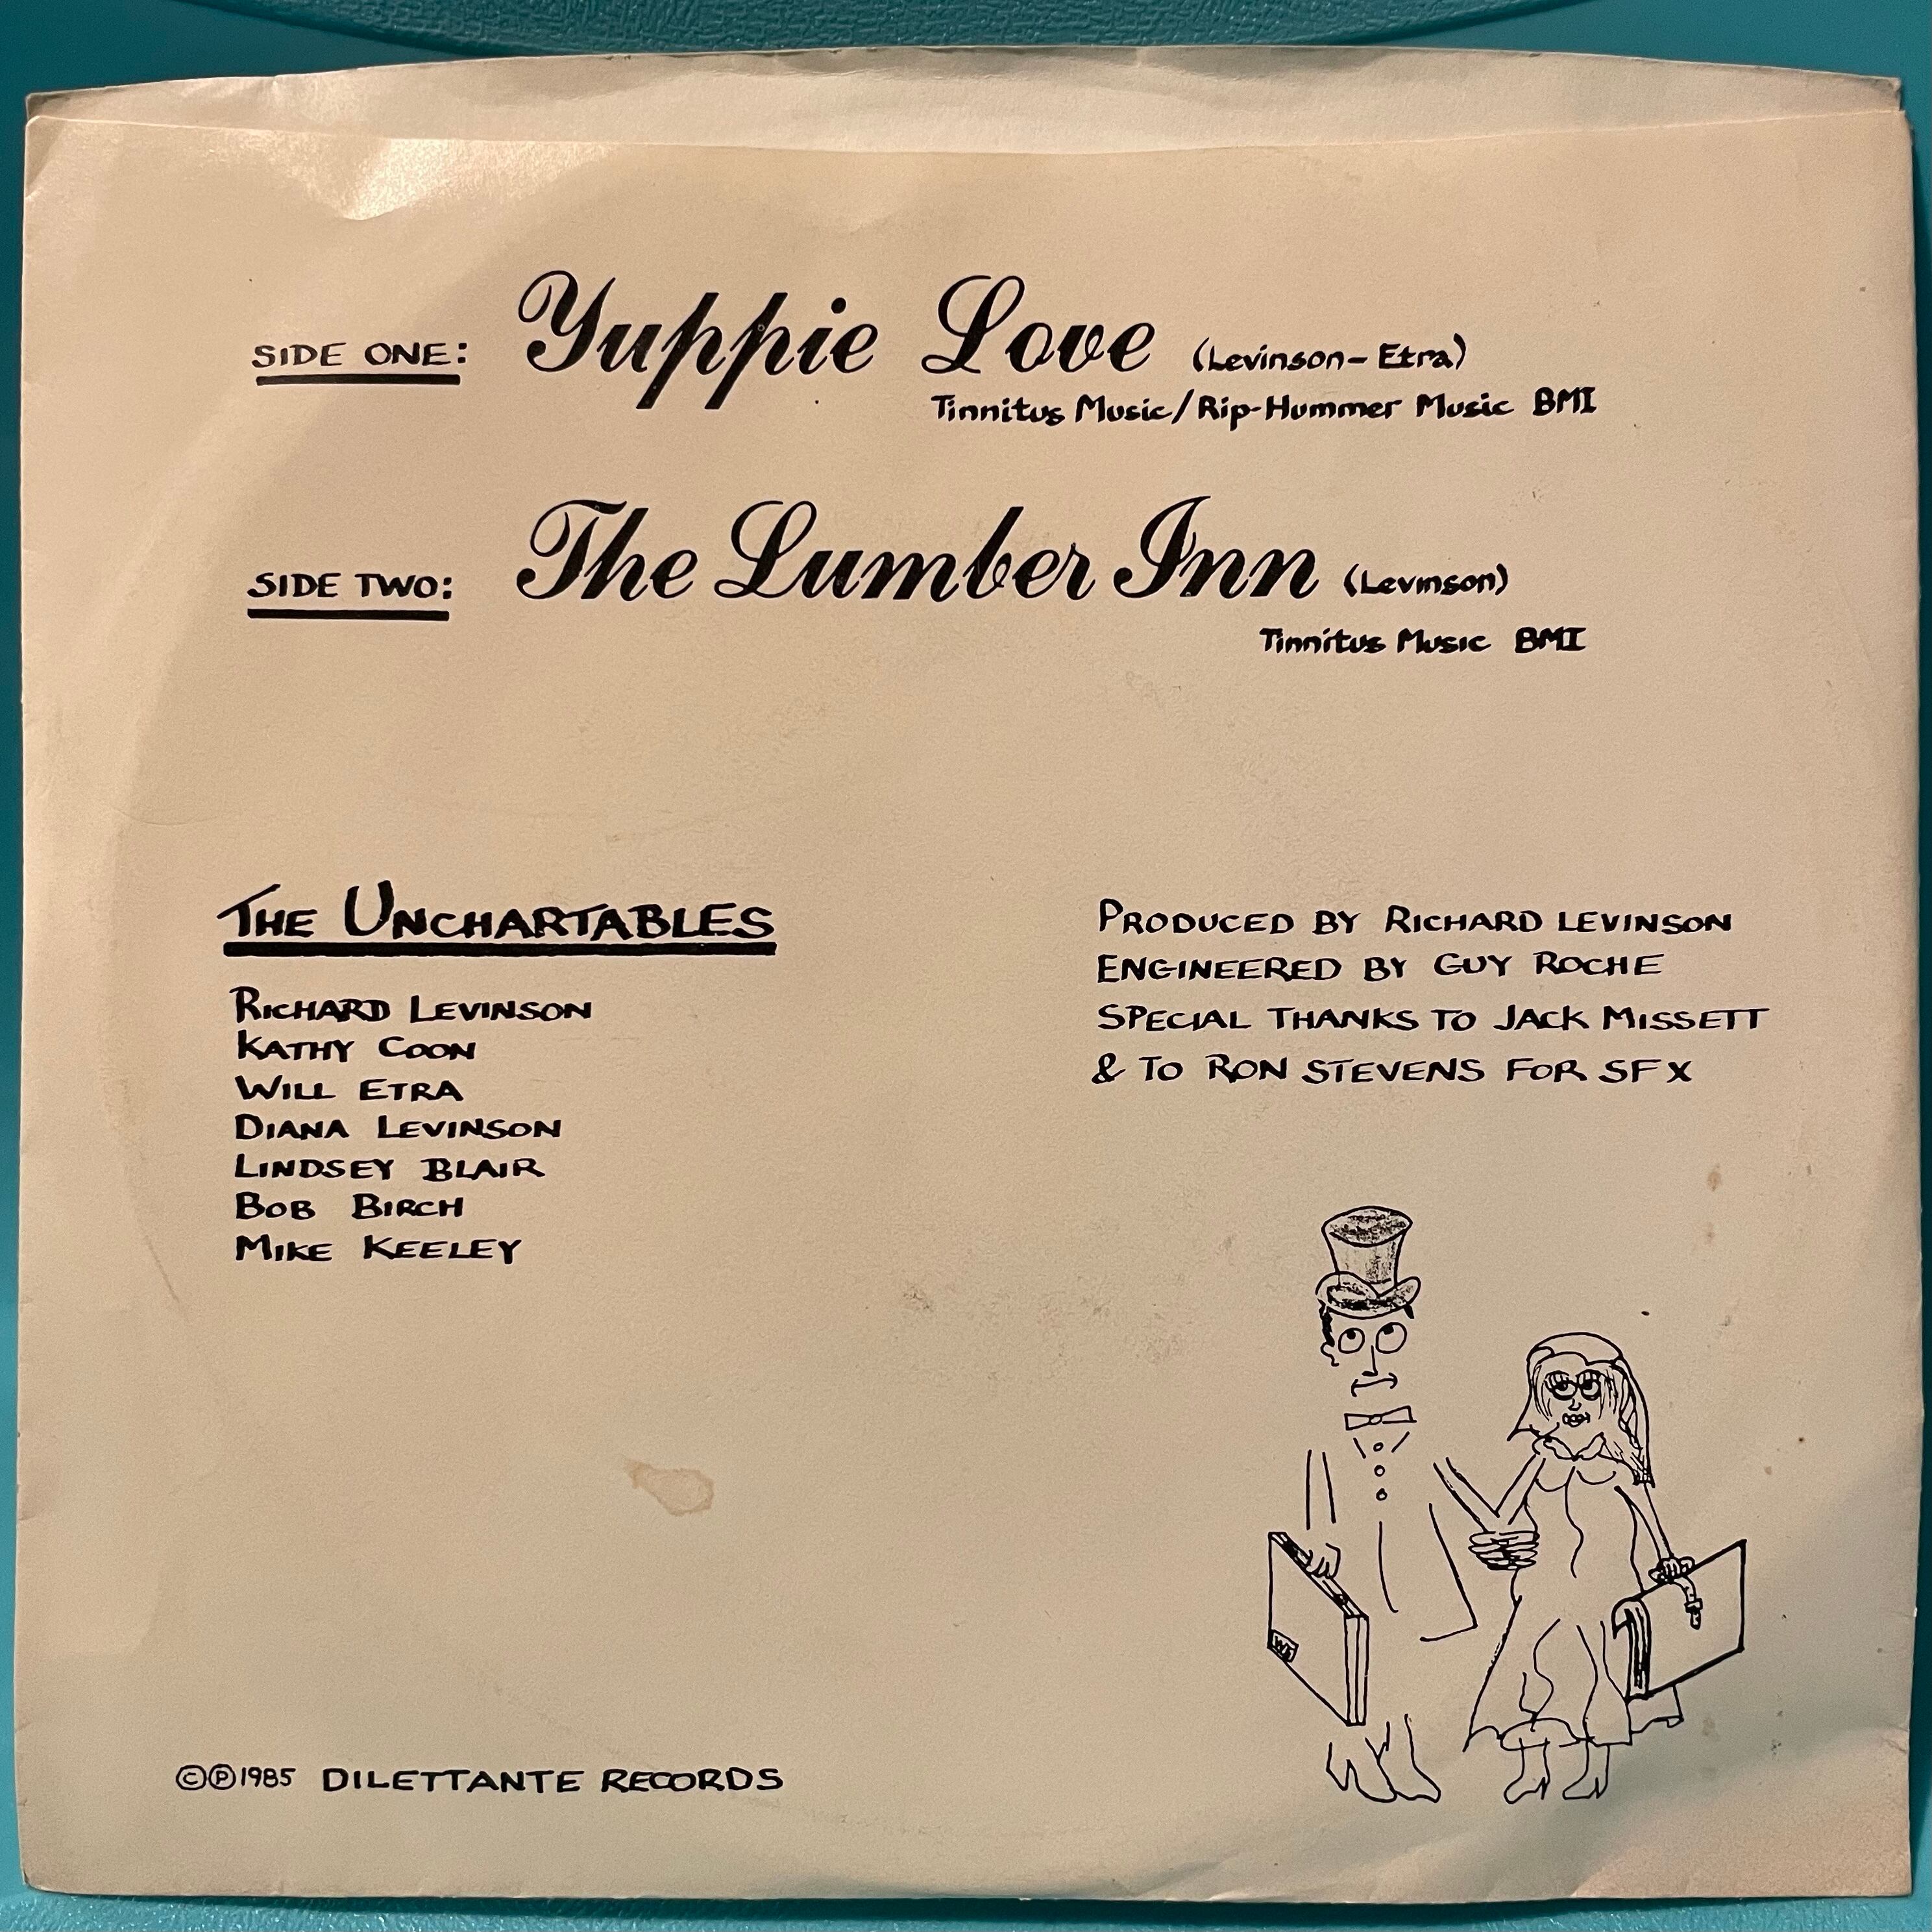 SIDE ONE: Yuppie Love (Levinson-Etra)
Tinnitus Music/Rip-Hummer Music BMI
SIDE TWO: The Lumber Inn (Levinson)
Tinnitus Music BMI
THE UNCHARTABLES
RICHARD LEVINSON
KATHY COON
WILL ETRA
DIANA LEVINSON
LINDSEY BLAIR
BOB BIRCH
MIKE KEELEY
PRODUCED BY RICHARD LEVINSON
ENGINEERED BY GUY ROCHE
SPECIAL THANKS TO JACK MISSETT
& TO RON STEVENS FOR SFX
©℗1985 DILETTANTE RECORDS